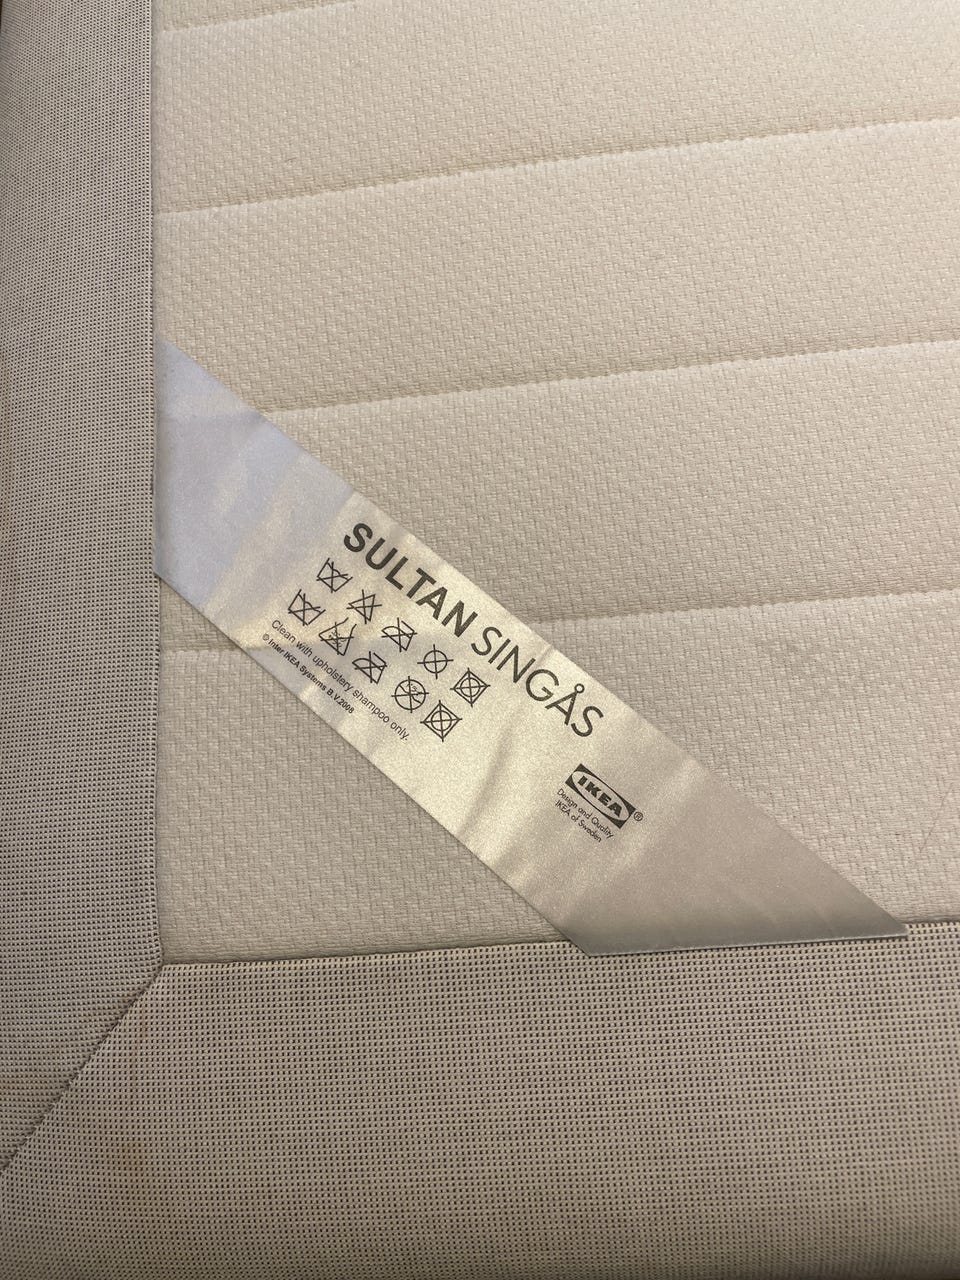 SULTAN SINGÅS
Clean with upholstery shampoo only.
© Inter IKEA Systems B.V.2008
IKEA®
Design and Quality
IKEA of Sweden